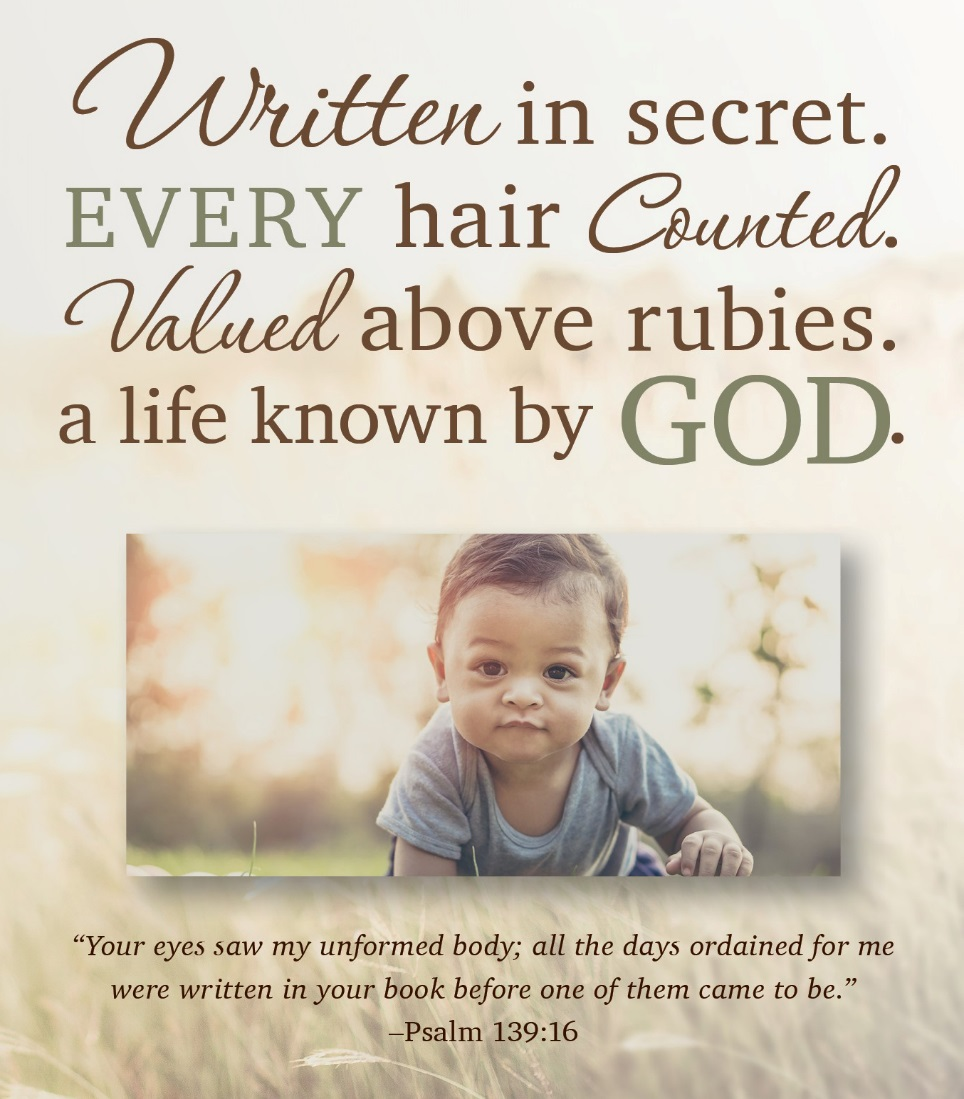 Written in secret.
EVERY hair Counted.
Valued above rubies.
a life known by GOD.
“Your eyes saw my unformed body; all the days ordained for me
were written in your book before one of them came to be.”
–Psalm 139:16